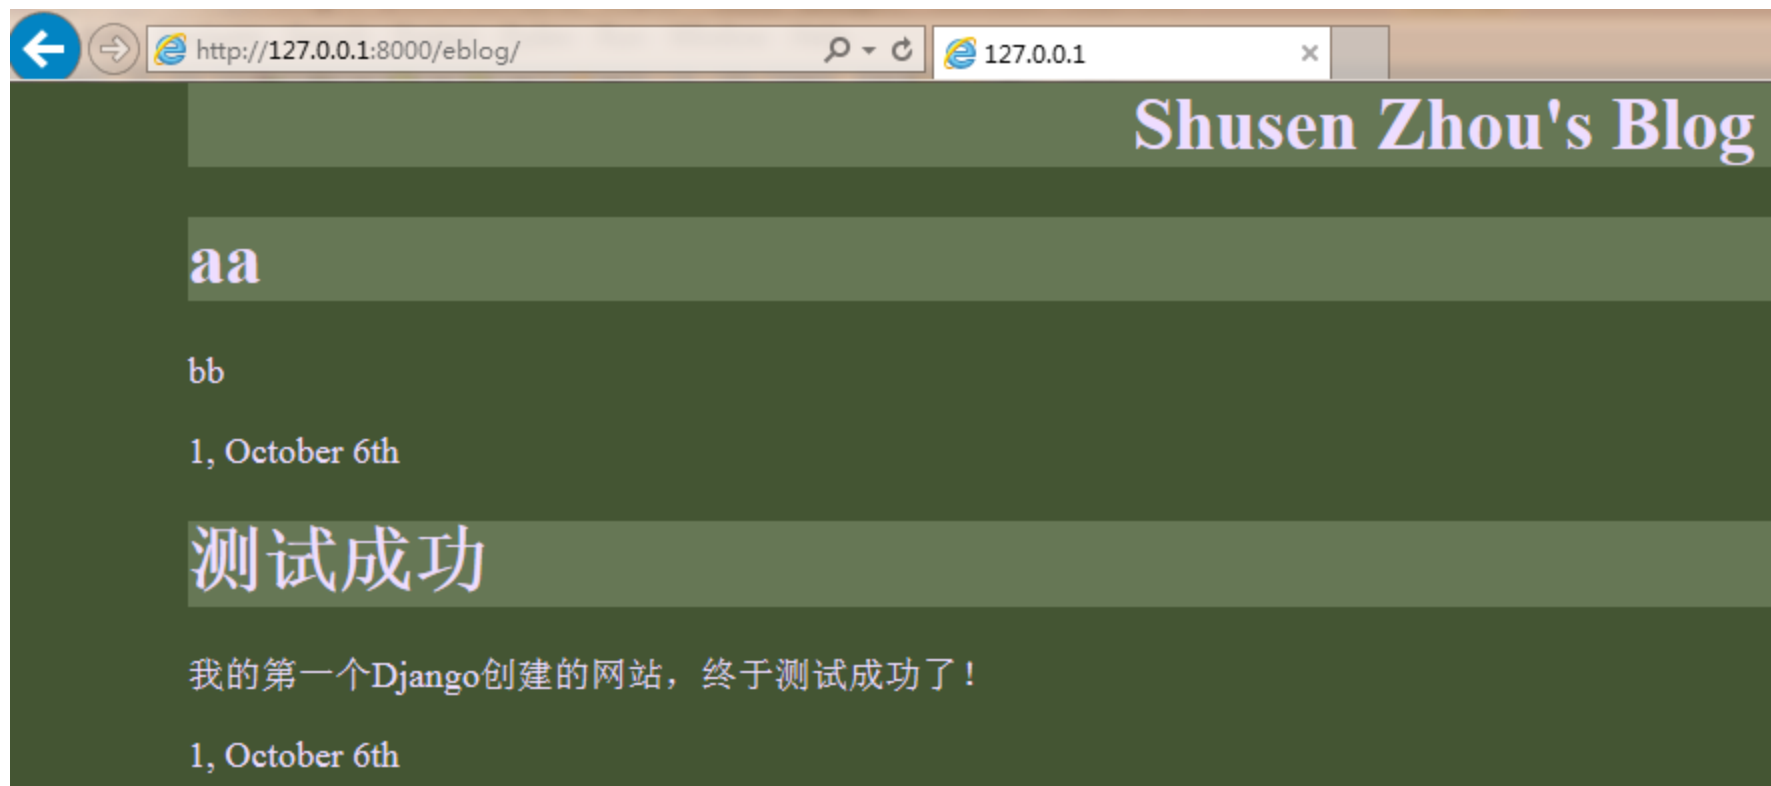 http://127.0.0.1:8000/eblog/
127.0.0.1
Shusen Zhou's Blog
aa
bb
1, October 6th
测试成功
我的第一个Django创建的网站，终于测试成功了！
1, October 6th